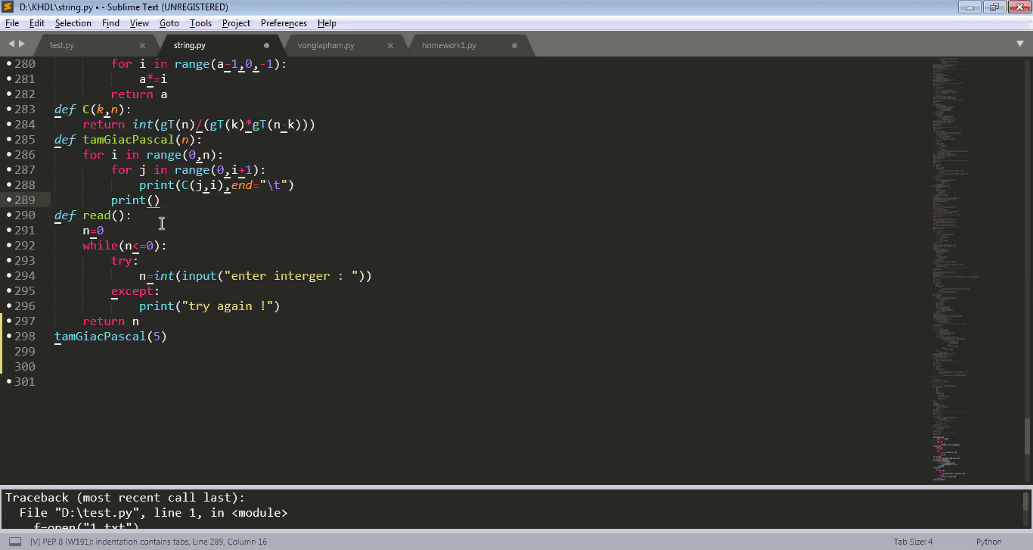 D:\KHDL\string.py • - Sublime Text (UNREGISTERED)
File Edit Selection Find View Goto Tools Project Preferences Help
test.py string.py vonglapham.py homework1.py
280 for i in range(a-1,0,-1):
281 a*=i
282 return a
283 def C(k,n):
284 return int(gT(n)/(gT(k)*gT(n-k)))
285 def tamGiacPascal(n):
286 for i in range(0,n):
287 for j in range(0,i+1):
288 print(C(j,i),end="\t")
289 print()
290 def read():
291 n=0
292 while(n<=0):
293 try:
294 n=int(input("enter interger : "))
295 except:
296 print("try again !")
297 return n
298 tamGiacPascal(5)
299
300
301
Traceback (most recent call last):
File "D:\test.py", line 1, in <module>
f=open("1.txt")
[V] PEP 8 (W191): indentation contains tabs, Line 289, Column 16 Tab Size: 4 Python